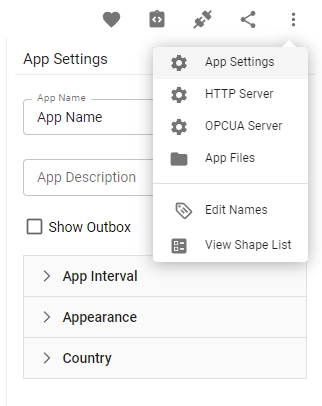 App Settings
App Name
App Name
App Description
Show Outbox
App Interval
Appearance
Country
App Settings
HTTP Server
OPCUA Server
App Files
Edit Names
View Shape List